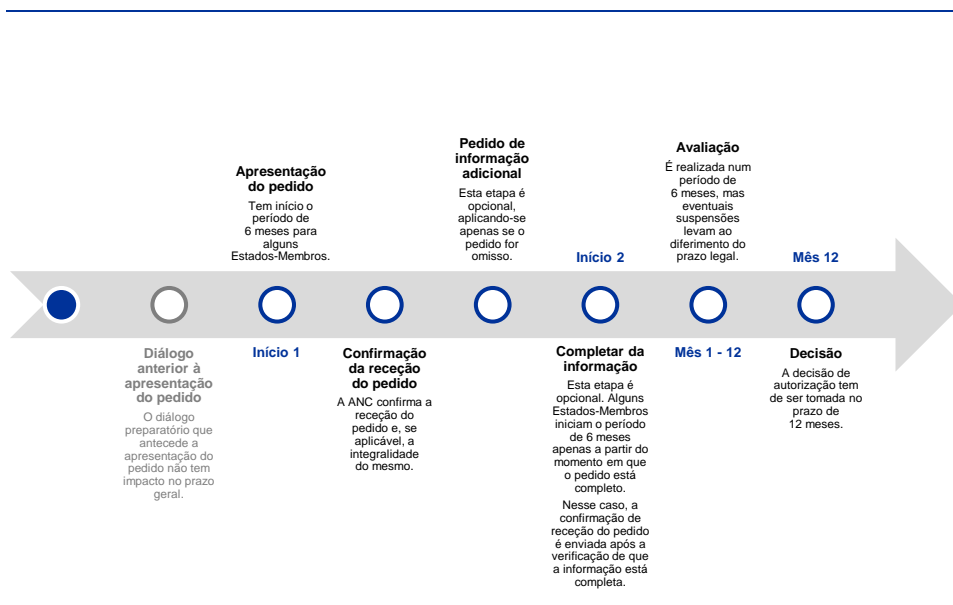 Diálogo
anterior à
apresentação
do pedido
O diálogo
preparatório que
antecede a
apresentação do
pedido não tem
impacto no prazo
geral.
Apresentação
do pedido
Tem início o
período de
6 meses para
alguns
Estados-Membros.
Início 1
Confirmação
da receção
do pedido
A ANC confirma a
receção do
pedido e, se
aplicável, a
integralidade
do mesmo.
Pedido de
informação
adicional
Esta etapa é
opcional,
aplicando-se
apenas se o
pedido for
omisso.
Início 2
Completar da
informação
Esta etapa é
opcional. Alguns
Estados-Membros
iniciam o período
de 6 meses
apenas a partir do
momento em que
o pedido está
completo.
Nesse caso, a
confirmação de
receção do pedido
é enviada após a
verificação de que
a informação está
completa.
Avaliação
É realizada num
período de
6 meses, mas
eventuais
suspensões
levam ao
diferimento do
prazo legal.
Mês 1 - 12
Mês 12
Decisão
A decisão de
autorização tem
de ser tomada no
prazo de
12 meses.